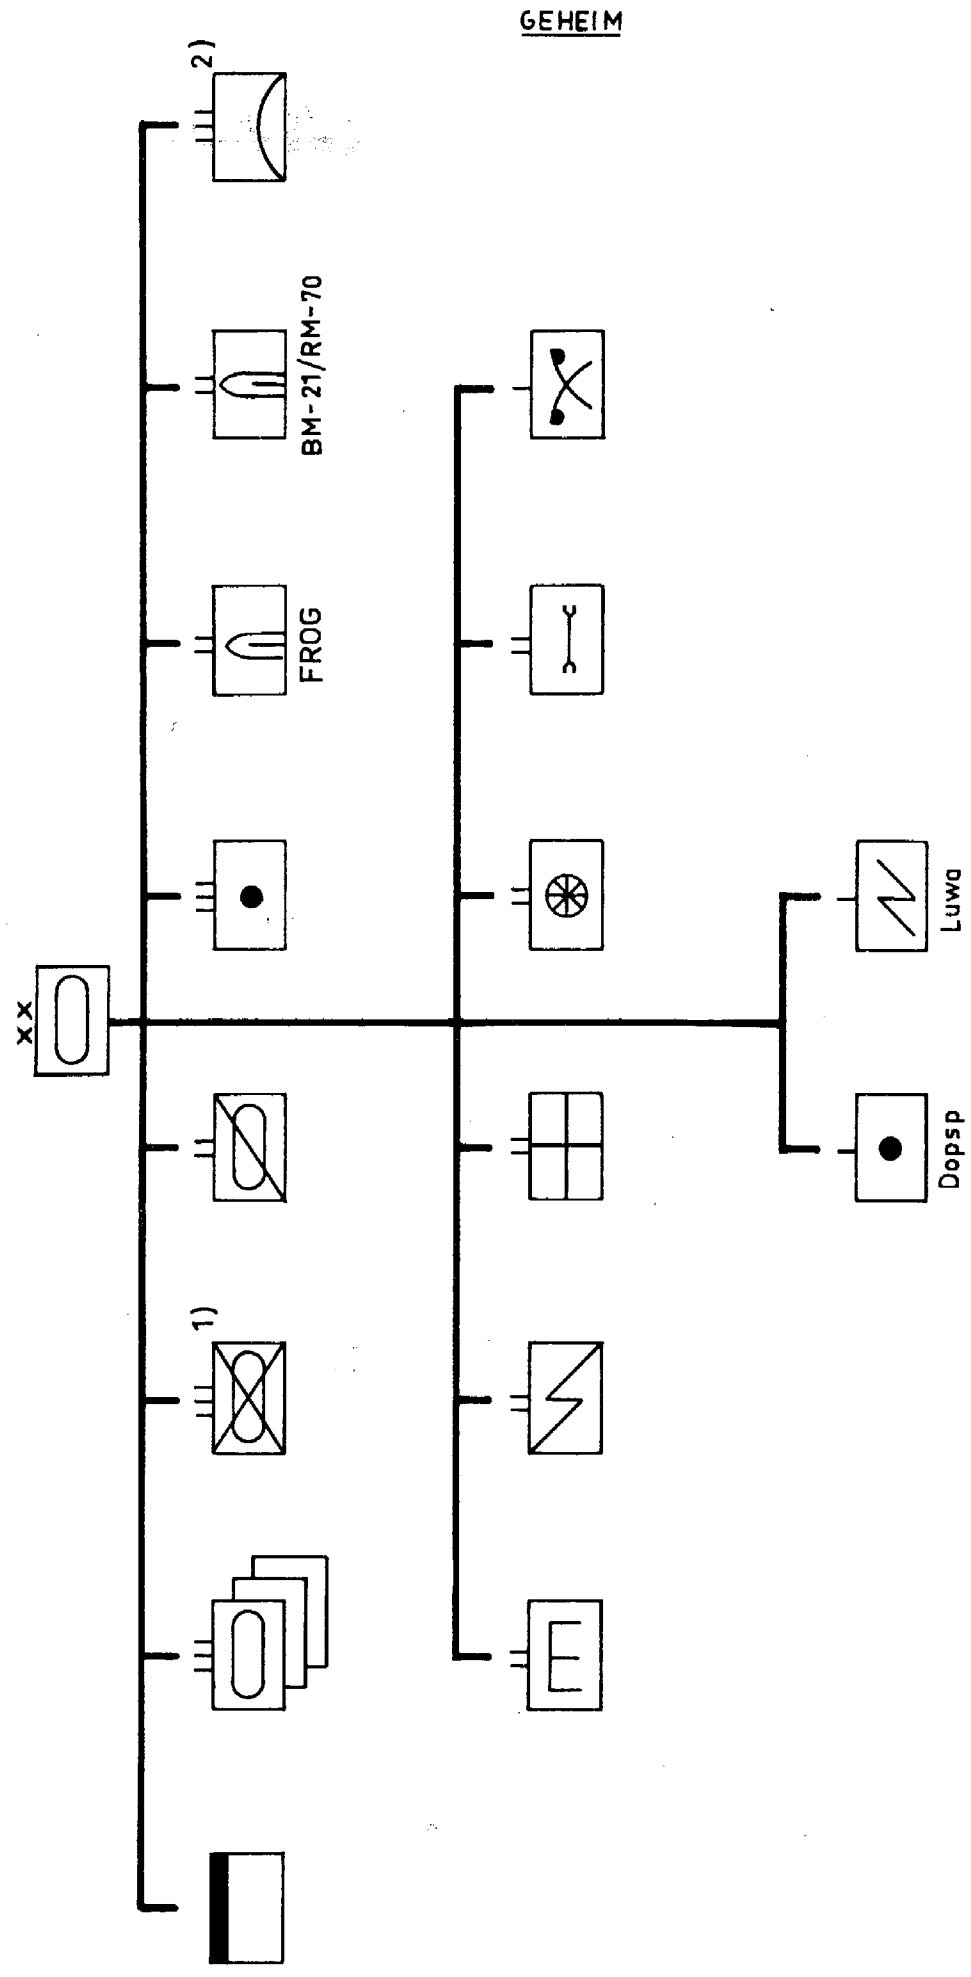 GEHEIM
XX
1)
2)
FROG
BM-21/RM-70
Dopsp
Luwa